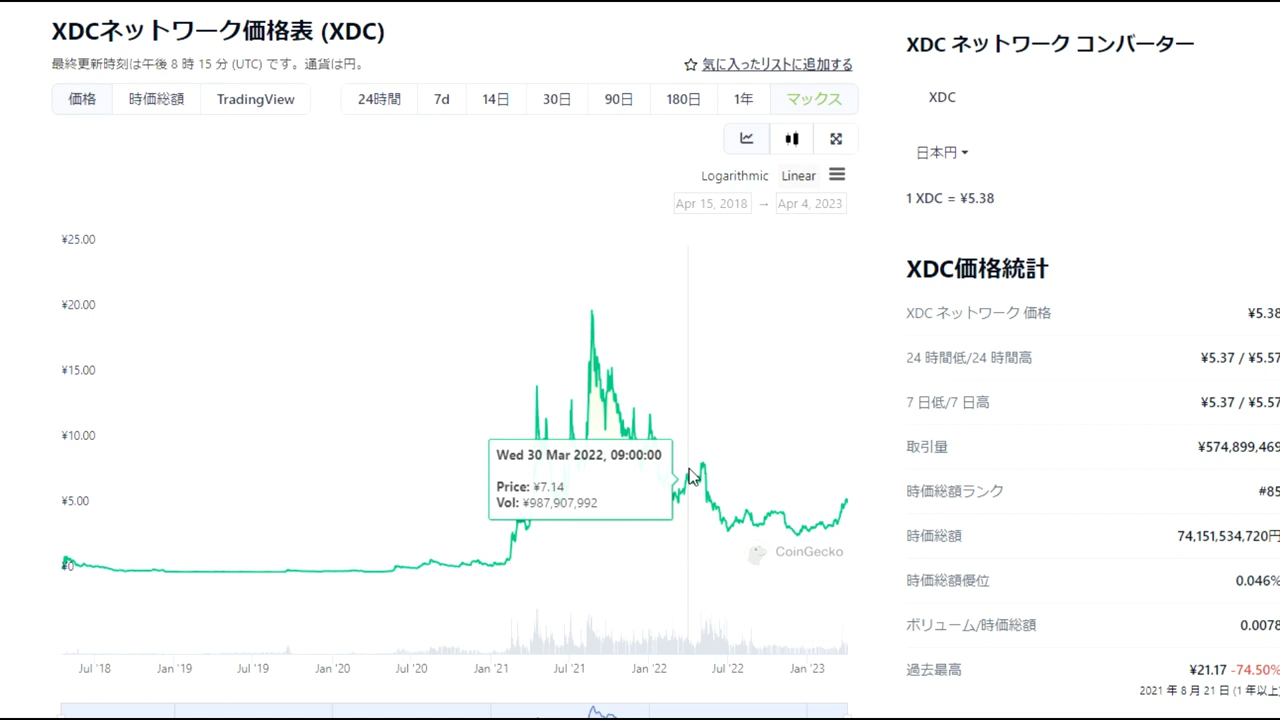 XDCネットワーク価格表 (XDC)
最終更新時刻は午後 8 時 15 分 (UTC) です。通貨は円。
気に入ったリストに追加する
価格 時価総額 TradingView 24時間 7d 14日 30日 90日 180日 1年 マックス
Logarithmic Linear
Apr 15, 2018 → Apr 4, 2023
¥25.00
¥20.00
¥15.00
¥10.00
¥5.00
¥0
Wed 30 Mar 2022, 09:00:00
Price: ¥7.14
Vol: ¥987,907,992
CoinGecko
Jul '18 Jan '19 Jul '19 Jan '20 Jul '20 Jan '21 Jul '21 Jan '22 Jul '22 Jan '23
XDC ネットワーク コンバーター
XDC
日本円
1 XDC = ¥5.38
XDC価格統計
XDC ネットワーク 価格 ¥5.38
24 時間低/24 時間高 ¥5.37 / ¥5.57
7 日低/7 日高 ¥5.37 / ¥5.57
取引量 ¥574,899,469
時価総額ランク #85
時価総額 74,151,534,720円
時価総額優位 0.046%
ボリューム/時価総額 0.0078
過去最高 ¥21.17 -74.50%
2021 年 8 月 21 日 (1 年以上)